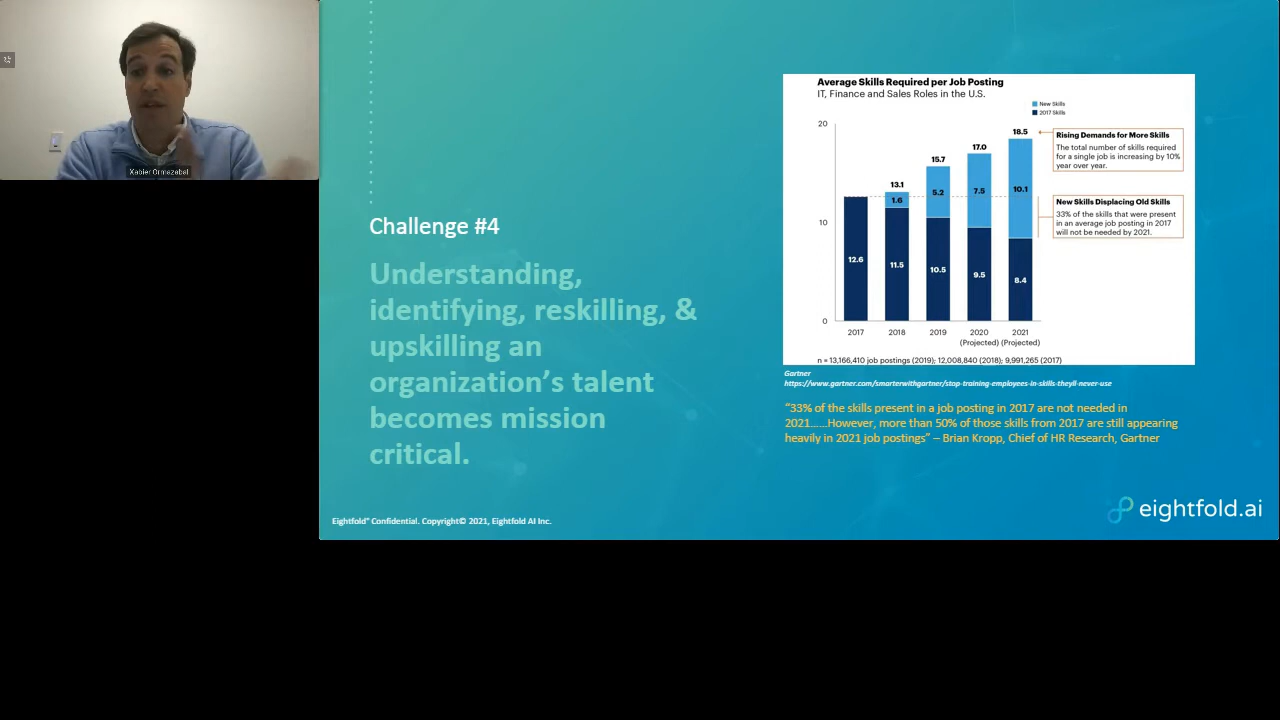 Xabier Ormazabal
Challenge #4
Understanding,
identifying, reskilling, &
upskilling an
organization’s talent
becomes mission
critical.
Eightfold® Confidential. Copyright© 2021, Eightfold AI Inc.
Average Skills Required per Job Posting
IT, Finance and Sales Roles in the U.S.
New Skills
2017 Skills
20
10
0
12.6
13.1
1.6
11.5
15.7
5.2
10.5
17.0
7.5
9.5
18.5
10.1
8.4
2017 2018 2019 2020 2021
(Projected) (Projected)
Rising Demands for More Skills
The total number of skills required
for a single job is increasing by 10%
year over year.
New Skills Displacing Old Skills
33% of the skills that were present
in an average job posting in 2017
will not be needed by 2021.
n = 13,166,410 job postings (2019); 12,008,840 (2018); 9,991,265 (2017)
Gartner
https://www.gartner.com/smarterwithgartner/stop-training-employees-in-skills-theyll-never-use
“33% of the skills present in a job posting in 2017 are not needed in
2021……However, more than 50% of those skills from 2017 are still appearing
heavily in 2021 job postings” – Brian Kropp, Chief of HR Research, Gartner
eightfold.ai